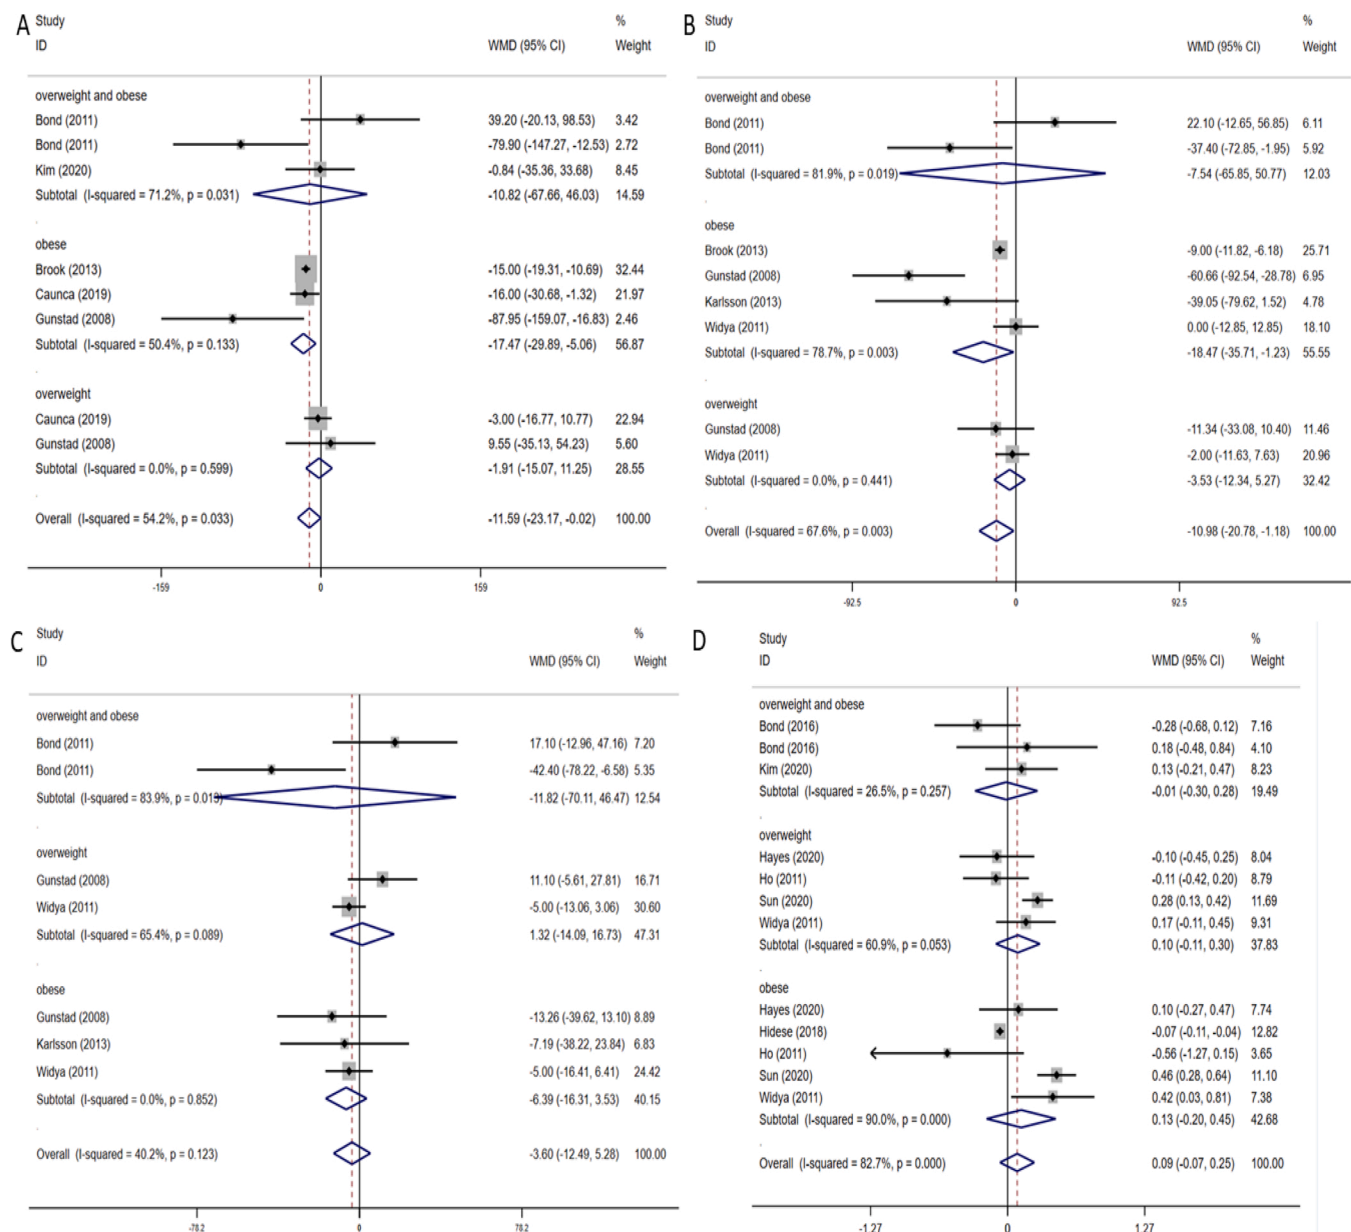 A
Study %
ID WMD (95% CI) Weight
overweight and obese
Bond (2011) 39.20 (-20.13, 98.53) 3.42
Bond (2011) -79.90 (-147.27, -12.53) 2.72
Kim (2020) -0.84 (-35.36, 33.68) 8.45
Subtotal (I-squared = 71.2%, p = 0.031) -10.82 (-67.66, 46.03) 14.59
.
obese
Brook (2013) -15.00 (-19.31, -10.69) 32.44
Caunca (2019) -16.00 (-30.68, -1.32) 21.97
Gunstad (2008) -87.95 (-159.07, -16.83) 2.46
Subtotal (I-squared = 50.4%, p = 0.133) -17.47 (-29.89, -5.06) 56.87
.
overweight
Caunca (2019) -3.00 (-16.77, 10.77) 22.94
Gunstad (2008) 9.55 (-35.13, 54.23) 5.60
Subtotal (I-squared = 0.0%, p = 0.599) -1.91 (-15.07, 11.25) 28.55
.
Overall (I-squared = 54.2%, p = 0.033) -11.59 (-23.17, -0.02) 100.00
-159 0 159
B
Study %
ID WMD (95% CI) Weight
overweight and obese
Bond (2011) 22.10 (-12.65, 56.85) 6.11
Bond (2011) -37.40 (-72.85, -1.95) 5.92
Subtotal (I-squared = 81.9%, p = 0.019) -7.54 (-65.85, 50.77) 12.03
.
obese
Brook (2013) -9.00 (-11.82, -6.18) 25.71
Gunstad (2008) -60.66 (-92.54, -28.78) 6.95
Karlsson (2013) -39.05 (-79.62, 1.52) 4.78
Widya (2011) 0.00 (-12.85, 12.85) 18.10
Subtotal (I-squared = 78.7%, p = 0.003) -18.47 (-35.71, -1.23) 55.55
.
overweight
Gunstad (2008) -11.34 (-33.08, 10.40) 11.46
Widya (2011) -2.00 (-11.63, 7.63) 20.96
Subtotal (I-squared = 0.0%, p = 0.441) -3.53 (-12.34, 5.27) 32.42
.
Overall (I-squared = 67.6%, p = 0.003) -10.98 (-20.78, -1.18) 100.00
-92.5 0 92.5
C
Study %
ID WMD (95% CI) Weight
overweight and obese
Bond (2011) 17.10 (-12.96, 47.16) 7.20
Bond (2011) -42.40 (-78.22, -6.58) 5.35
Subtotal (I-squared = 83.9%, p = 0.013) -11.82 (-70.11, 46.47) 12.54
.
overweight
Gunstad (2008) 11.10 (-5.61, 27.81) 16.71
Widya (2011) -5.00 (-13.06, 3.06) 30.60
Subtotal (I-squared = 65.4%, p = 0.089) 1.32 (-14.09, 16.73) 47.31
.
obese
Gunstad (2008) -13.26 (-39.62, 13.10) 8.89
Karlsson (2013) -7.19 (-38.22, 23.84) 6.83
Widya (2011) -5.00 (-16.41, 6.41) 24.42
Subtotal (I-squared = 0.0%, p = 0.852) -6.39 (-16.31, 3.53) 40.15
.
Overall (I-squared = 40.2%, p = 0.123) -3.60 (-12.49, 5.28) 100.00
-78.2 0 78.2
D
Study %
ID WMD (95% CI) Weight
overweight and obese
Bond (2016) -0.28 (-0.68, 0.12) 7.16
Bond (2016) 0.18 (-0.48, 0.84) 4.10
Kim (2020) 0.13 (-0.21, 0.47) 8.23
Subtotal (I-squared = 26.5%, p = 0.257) -0.01 (-0.30, 0.28) 19.49
.
overweight
Hayes (2020) -0.10 (-0.45, 0.25) 8.04
Ho (2011) -0.11 (-0.42, 0.20) 8.79
Sun (2020) 0.28 (0.13, 0.42) 11.69
Widya (2011) 0.17 (-0.11, 0.45) 9.31
Subtotal (I-squared = 60.9%, p = 0.053) 0.10 (-0.11, 0.30) 37.83
.
obese
Hayes (2020) 0.10 (-0.27, 0.47) 7.74
Hidese (2018) -0.07 (-0.11, -0.04) 12.82
Ho (2011) -0.56 (-1.27, 0.15) 3.65
Sun (2020) 0.46 (0.28, 0.64) 11.10
Widya (2011) 0.42 (0.03, 0.81) 7.38
Subtotal (I-squared = 90.0%, p = 0.000) 0.13 (-0.20, 0.45) 42.68
.
Overall (I-squared = 82.7%, p = 0.000) 0.09 (-0.07, 0.25) 100.00
-1.27 0 1.27